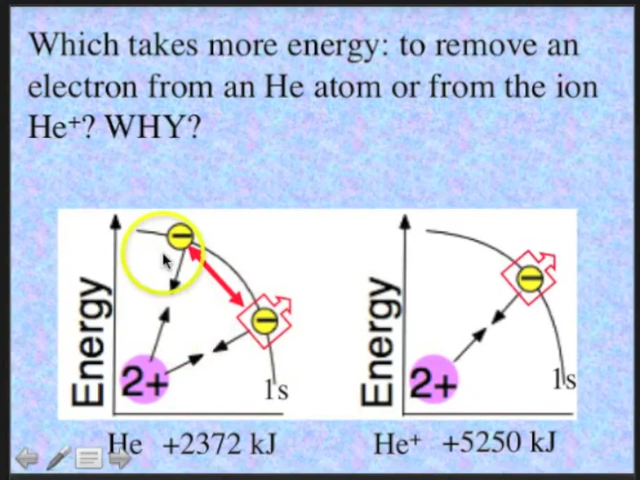 Which takes more energy: to remove an
electron from an He atom or from the ion
He⁺? WHY?
Energy
2+
1s
Energy
2+
1s
He +2372 kJ
He⁺ +5250 kJ